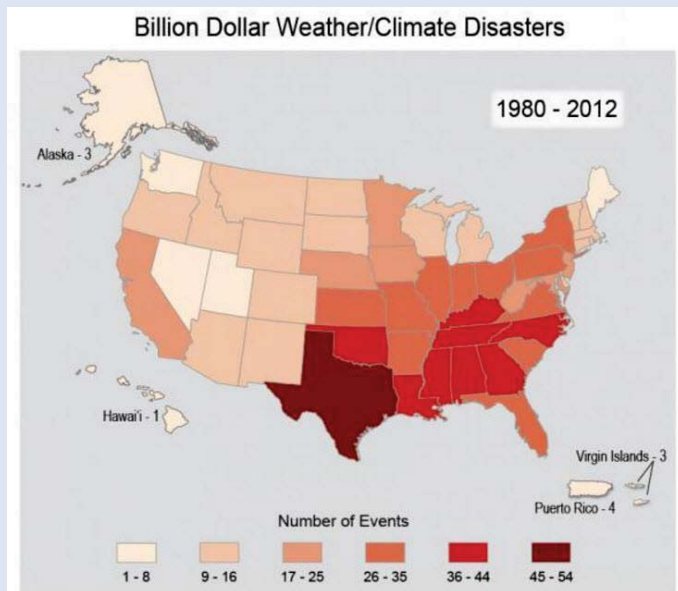 Billion Dollar Weather/Climate Disasters
1980 - 2012
Alaska - 3
Hawai'i - 1
Virgin Islands - 3
Puerto Rico - 4
Number of Events
1 - 8
9 - 16
17 - 25
26 - 35
36 - 44
45 - 54